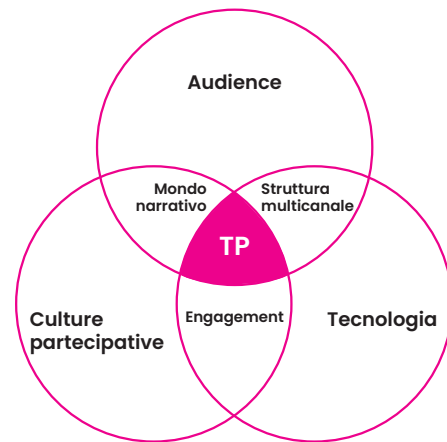 Audience
Mondo
narrativo
Struttura
multicanale
TP
Culture
partecipative
Engagement
Tecnologia